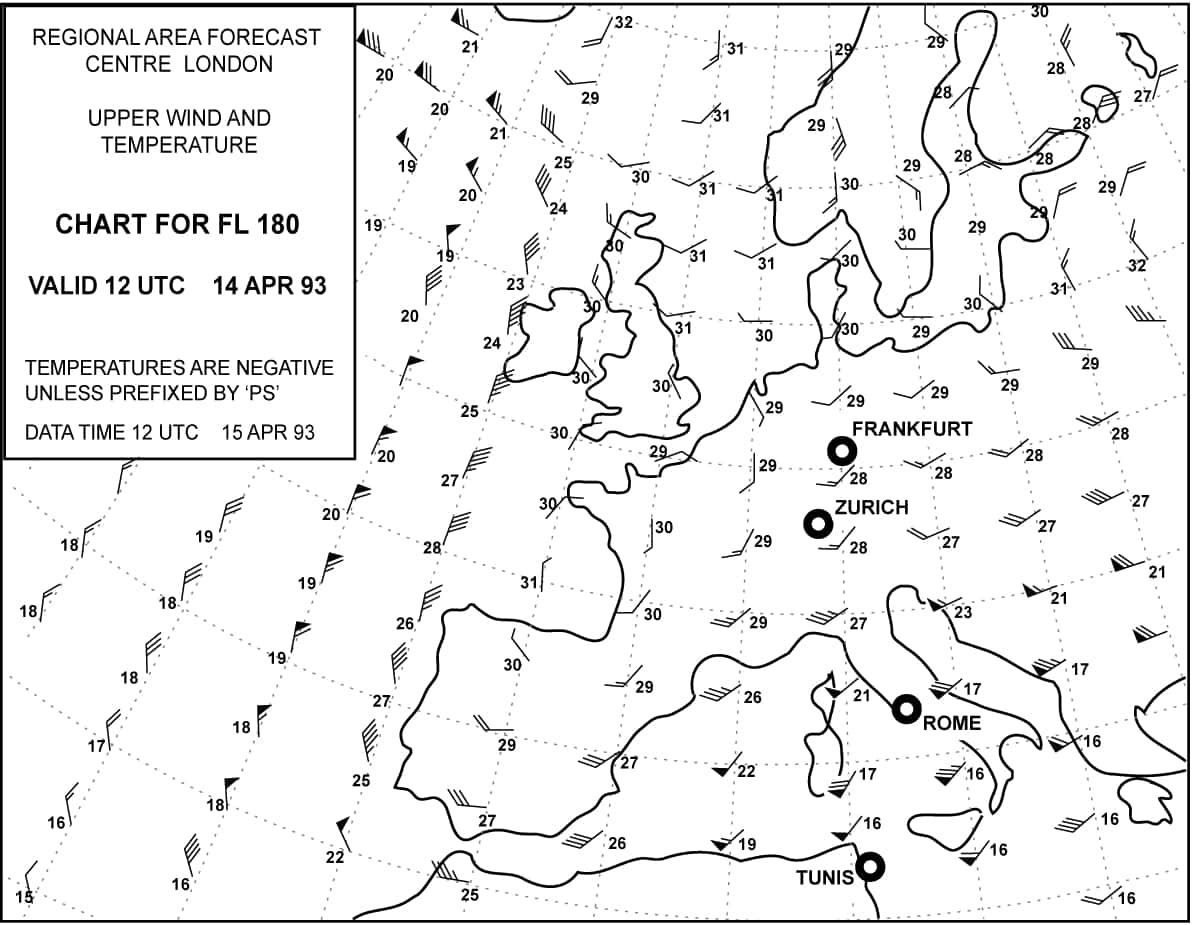 REGIONAL AREA FORECAST
CENTRE LONDON
UPPER WIND AND
TEMPERATURE
CHART FOR FL 180
VALID 12 UTC 14 APR 93
TEMPERATURES ARE NEGATIVE
UNLESS PREFIXED BY ‘PS’
DATA TIME 12 UTC 15 APR 93
32 30
21 31 29 29
20 28
20 29 28 27
21 31 29 28
19 25 30 29 28 28
20 24 31 31 30 29
19 30 30 29 29
19 23 31 31 30 32
20 30 30 31
24 31 30 30 29
30 29 29
25 30 29 29 29
30 FRANKFURT 28
20 27 29 29 28 28 28
20 30 ZURICH 27
18 19 28 30 29 28 27 27
19 31 21
18 18 26 30 29 27 23 21
19 30
18 27 29 26 21 17 17
18 29 ROME 16
17 25 27 22 17 16
18 27
16 22 26 19 16 16
16 25 TUNIS 16
15 16